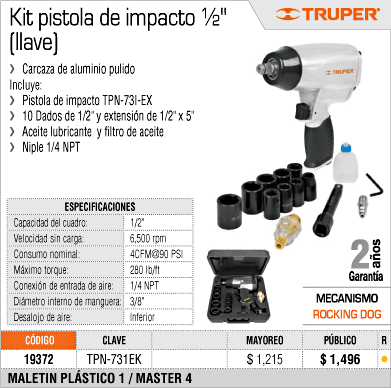 Kit pistola de impacto ½"
(llave)
TRUPER®
❯ Carcaza de aluminio pulido
Incluye:
❯ Pistola de impacto TPN-73I-EX
❯ 10 Dados de 1/2" y extensión de 1/2" x 5"
❯ Aceite lubricante y filtro de aceite
❯ Niple 1/4 NPT
TRUPER
ESPECIFICACIONES
Capacidad del cuadro: 1/2"
Velocidad sin carga: 6,500 rpm
Consumo nominal: 4CFM@90 PSI
Máximo torque: 280 lb/ft
Conexión de entrada de aire: 1/4 NPT
Diámetro interno de manguera: 3/8"
Desalojo de aire: Inferior
2 años
Garantía
MECANISMO
ROCKING DOG
CÓDIGO CLAVE MAYOREO PÚBLICO R
19372 TPN-731EK $ 1,215 $ 1,496
MALETIN PLÁSTICO 1 / MASTER 4